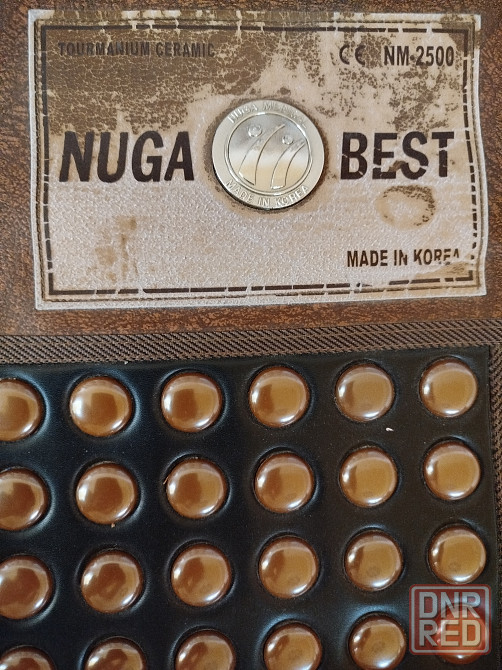 TOURMANIUM CERAMIC
CE NM-2500
NUGA BEST
MADE IN KOREA
MADE IN KOREA
DNR
RED